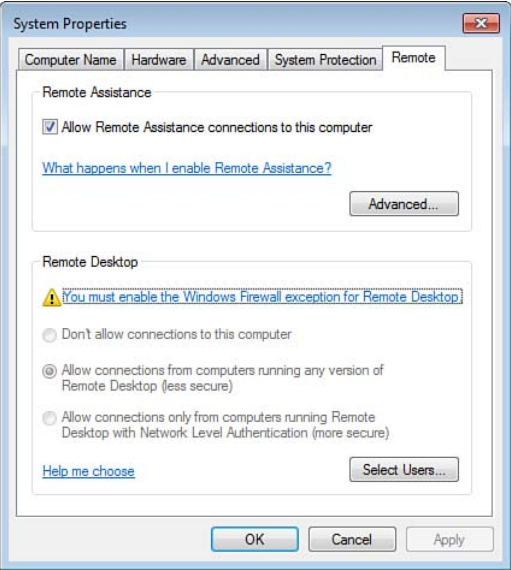 System Properties
Computer Name
Hardware
Advanced
System Protection
Remote
Remote Assistance
Allow Remote Assistance connections to this computer
What happens when I enable Remote Assistance?
Advanced...
Remote Desktop
You must enable the Windows Firewall exception for Remote Desktop.
Don't allow connections to this computer
Allow connections from computers running any version of
Remote Desktop (less secure)
Allow connections only from computers running Remote
Desktop with Network Level Authentication (more secure)
Help me choose
Select Users...
OK
Cancel
Apply